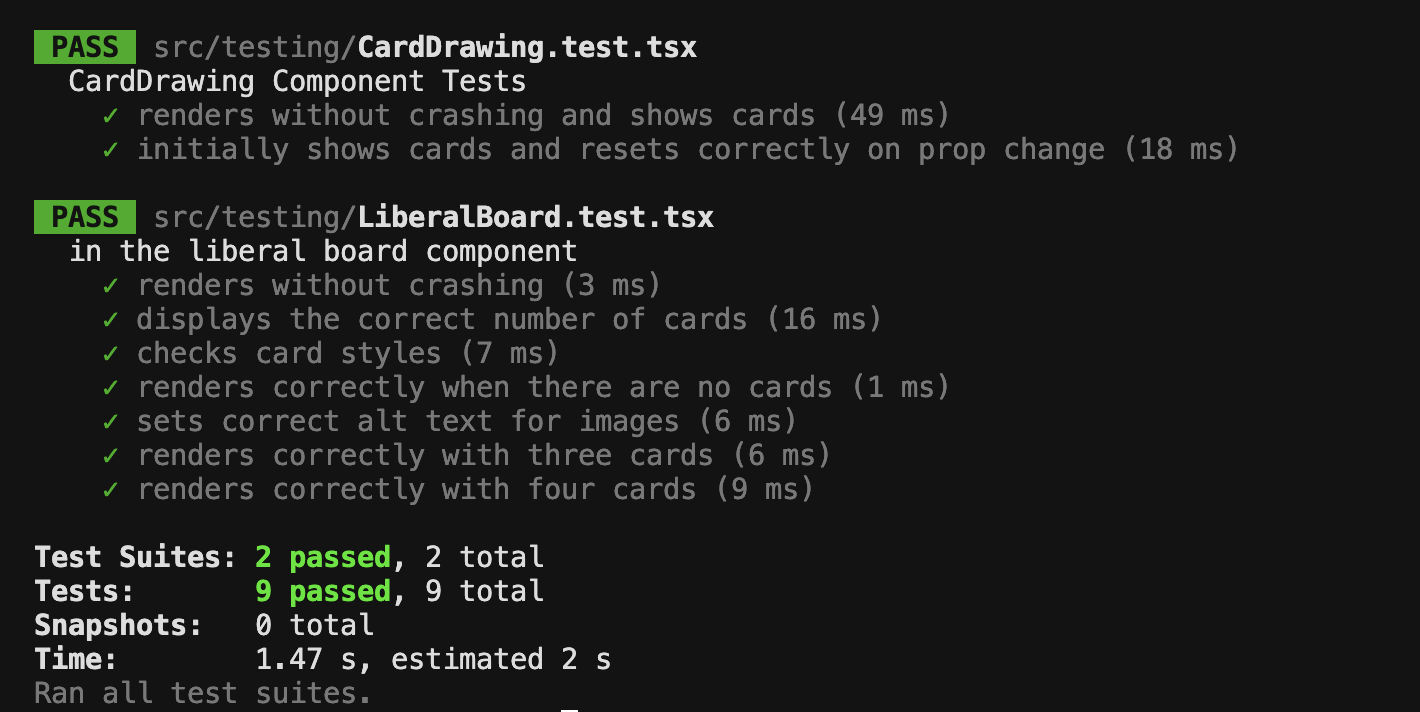 PASS src/testing/CardDrawing.test.tsx
CardDrawing Component Tests
✓ renders without crashing and shows cards (49 ms)
✓ initially shows cards and resets correctly on prop change (18 ms)
PASS src/testing/LiberalBoard.test.tsx
in the liberal board component
✓ renders without crashing (3 ms)
✓ displays the correct number of cards (16 ms)
✓ checks card styles (7 ms)
✓ renders correctly when there are no cards (1 ms)
✓ sets correct alt text for images (6 ms)
✓ renders correctly with three cards (6 ms)
✓ renders correctly with four cards (9 ms)
Test Suites: 2 passed, 2 total
Tests: 9 passed, 9 total
Snapshots: 0 total
Time: 1.47 s, estimated 2 s
Ran all test suites.